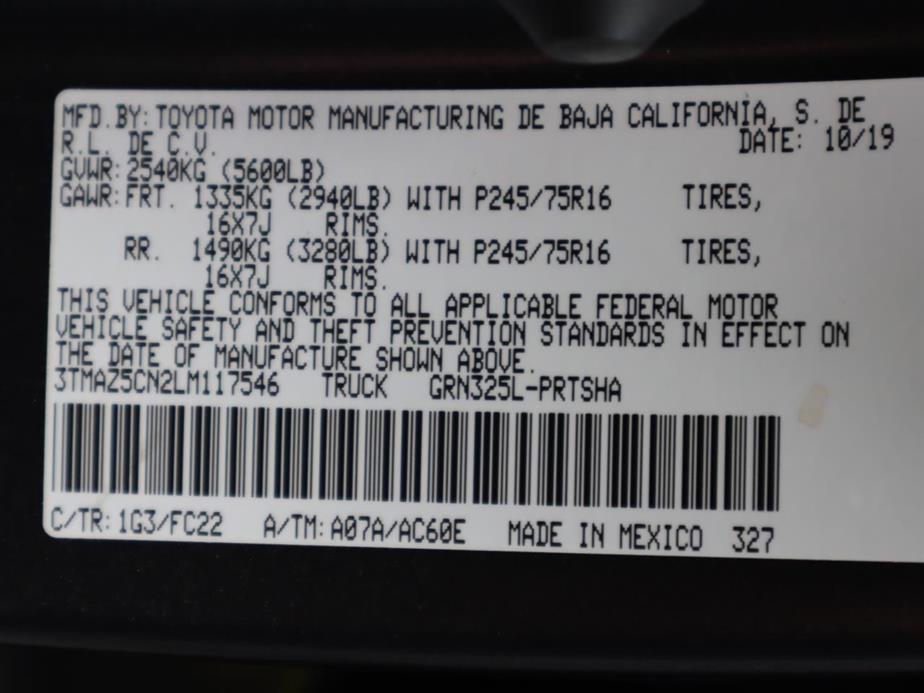 MFD.BY: TOYOTA MOTOR MANUFACTURING DE BAJA CALIFORNIA, S. DE
R.L. DE C.V. DATE: 10/19
GVWR: 2540KG (5600LB)
GAWR: FRT. 1335KG (2940LB) WITH P245/75R16 TIRES,
16X7J RIMS.
RR. 1490KG (3280LB) WITH P245/75R16 TIRES,
16X7J RIMS.
THIS VEHICLE CONFORMS TO ALL APPLICABLE FEDERAL MOTOR
VEHICLE SAFETY AND THEFT PREVENTION STANDARDS IN EFFECT ON
THE DATE OF MANUFACTURE SHOWN ABOVE.
3TMAZ5CN2LM117546 TRUCK GRN325L-PRTSHA
C/TR: 1G3/FC22 A/TM: A07A/AC60E MADE IN MEXICO 327